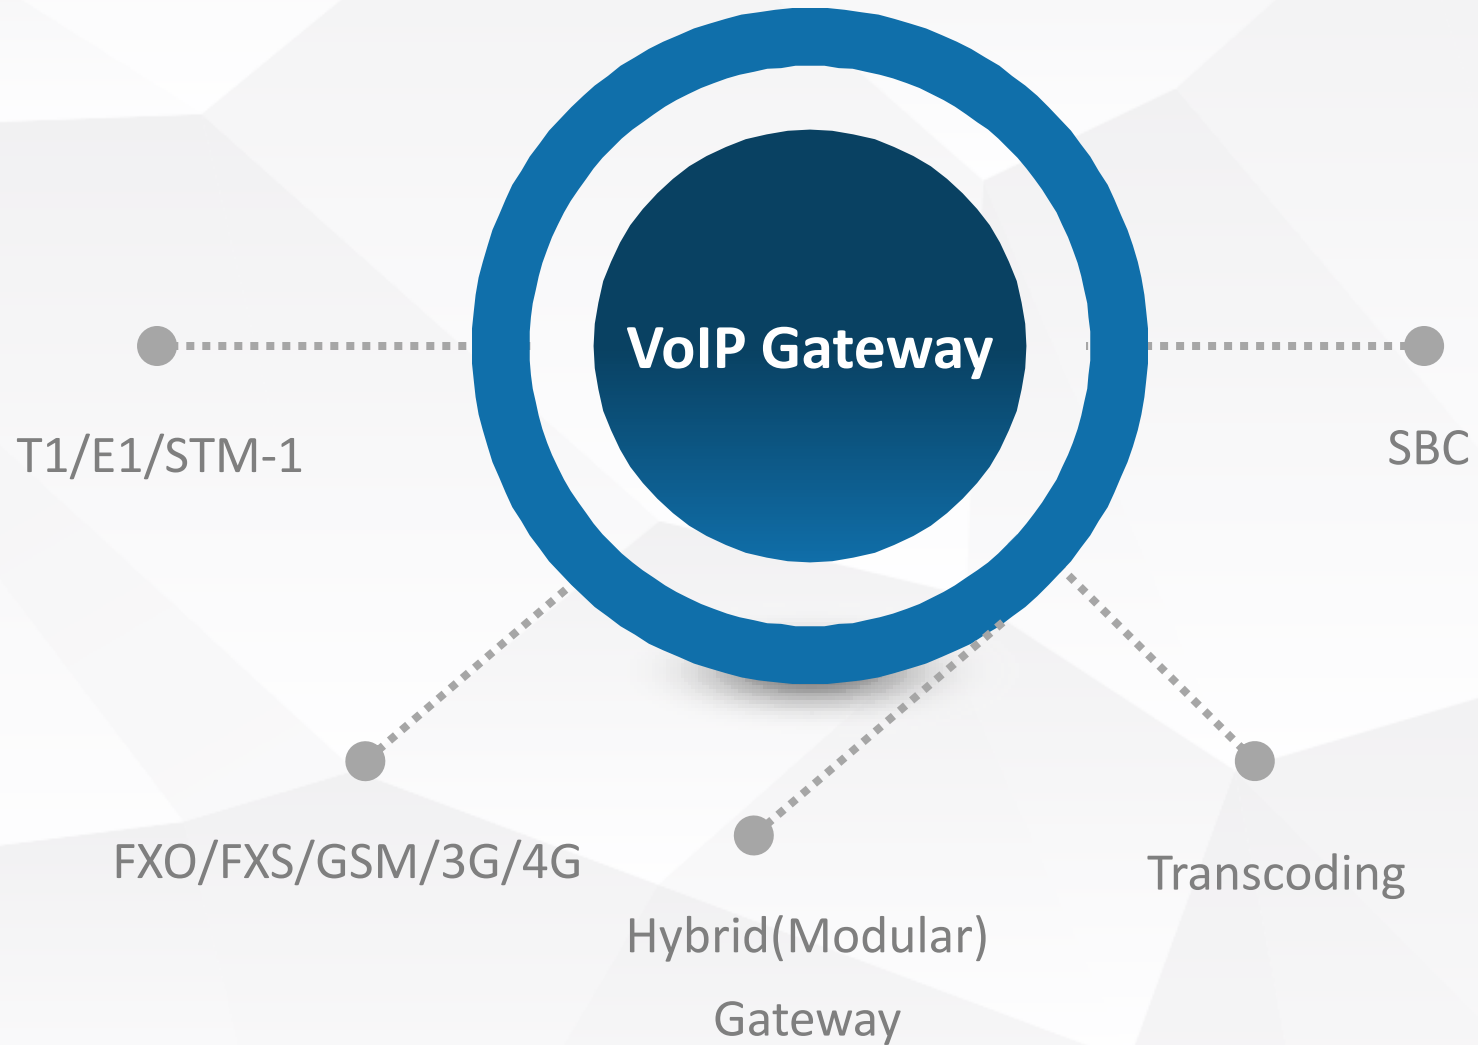 VoIP Gateway
T1/E1/STM-1
SBC
FXO/FXS/GSM/3G/4G
Transcoding
Hybrid(Modular)
Gateway